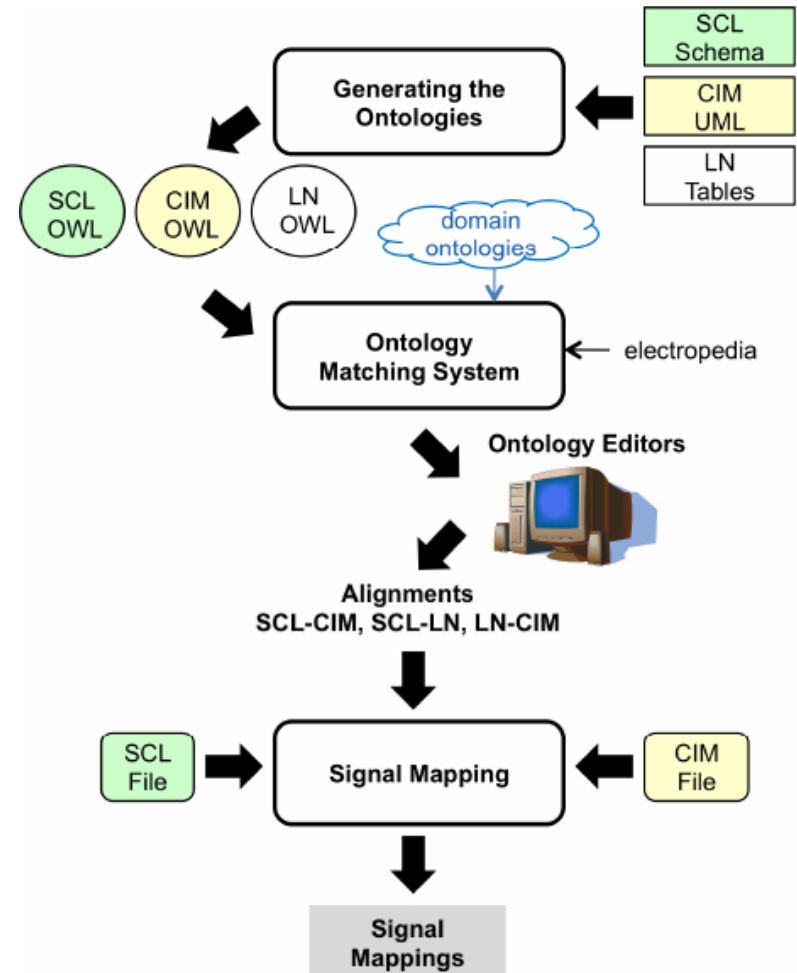 SCL
Schema
Generating the
Ontologies
CIM
UML
LN
Tables
SCL
OWL
CIM
OWL
LN
OWL
domain
ontologies
Ontology
Matching System
electropedia
Ontology Editors
Alignments
SCL-CIM, SCL-LN, LN-CIM
SCL
File
Signal Mapping
CIM
File
Signal
Mappings